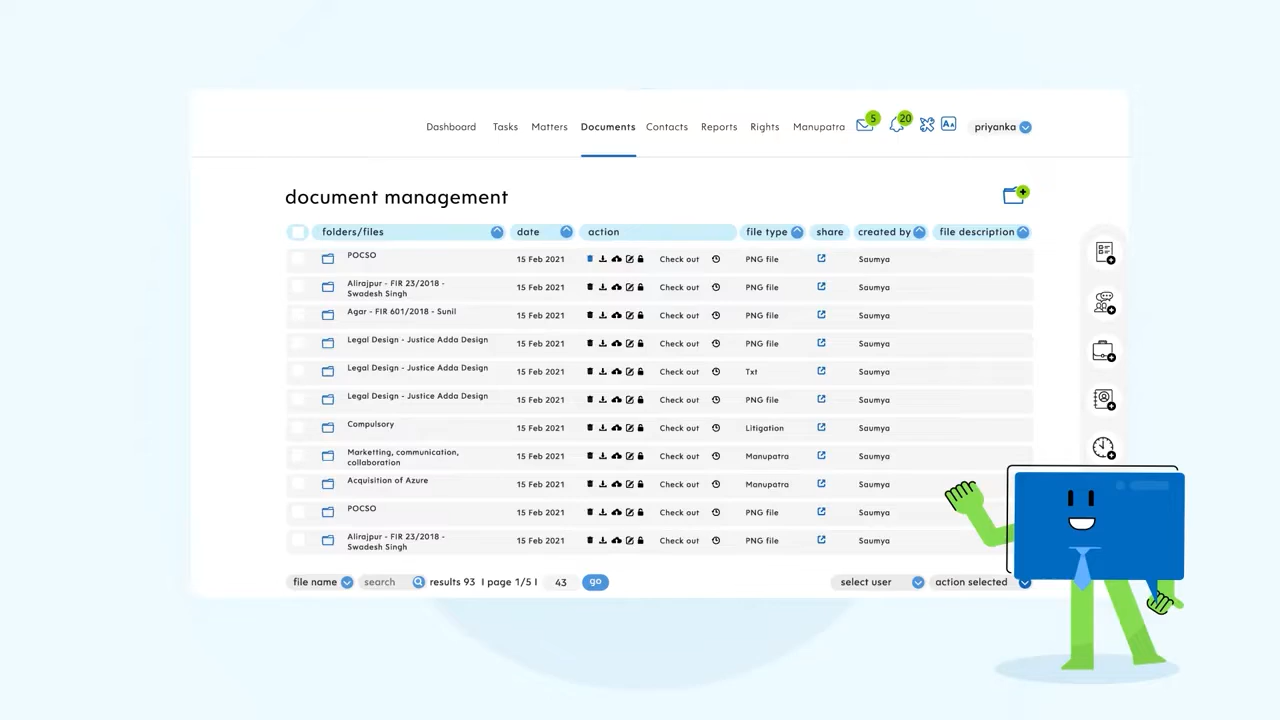 Dashboard Tasks Matters Documents Contacts Reports Rights Manupatra 5 20 A priyanka
document management
folders/files date action file type share created by file description
POCSO 15 Feb 2021 Check out PNG file Saumya
Alirajpur - FIR 23/2018 -
Swadesh Singh 15 Feb 2021 Check out PNG file Saumya
Agar - FIR 601/2018 - Sunil 15 Feb 2021 Check out PNG file Saumya
Legal Design - Justice Adda Design 15 Feb 2021 Check out PNG file Saumya
Legal Design - Justice Adda Design 15 Feb 2021 Check out Txt Saumya
Legal Design - Justice Adda Design 15 Feb 2021 Check out PNG file Saumya
Compulsory 15 Feb 2021 Check out Litigation Saumya
Marketting, communication,
collaboration 15 Feb 2021 Check out Manupatra Saumya
Acquisition of Azure 15 Feb 2021 Check out Manupatra Saumya
POCSO 15 Feb 2021 Check out PNG file Saumya
Alirajpur - FIR 23/2018 -
Swadesh Singh 15 Feb 2021 Check out PNG file Saumya
file name search results 93 I page 1/5 I 43 go select user action selected